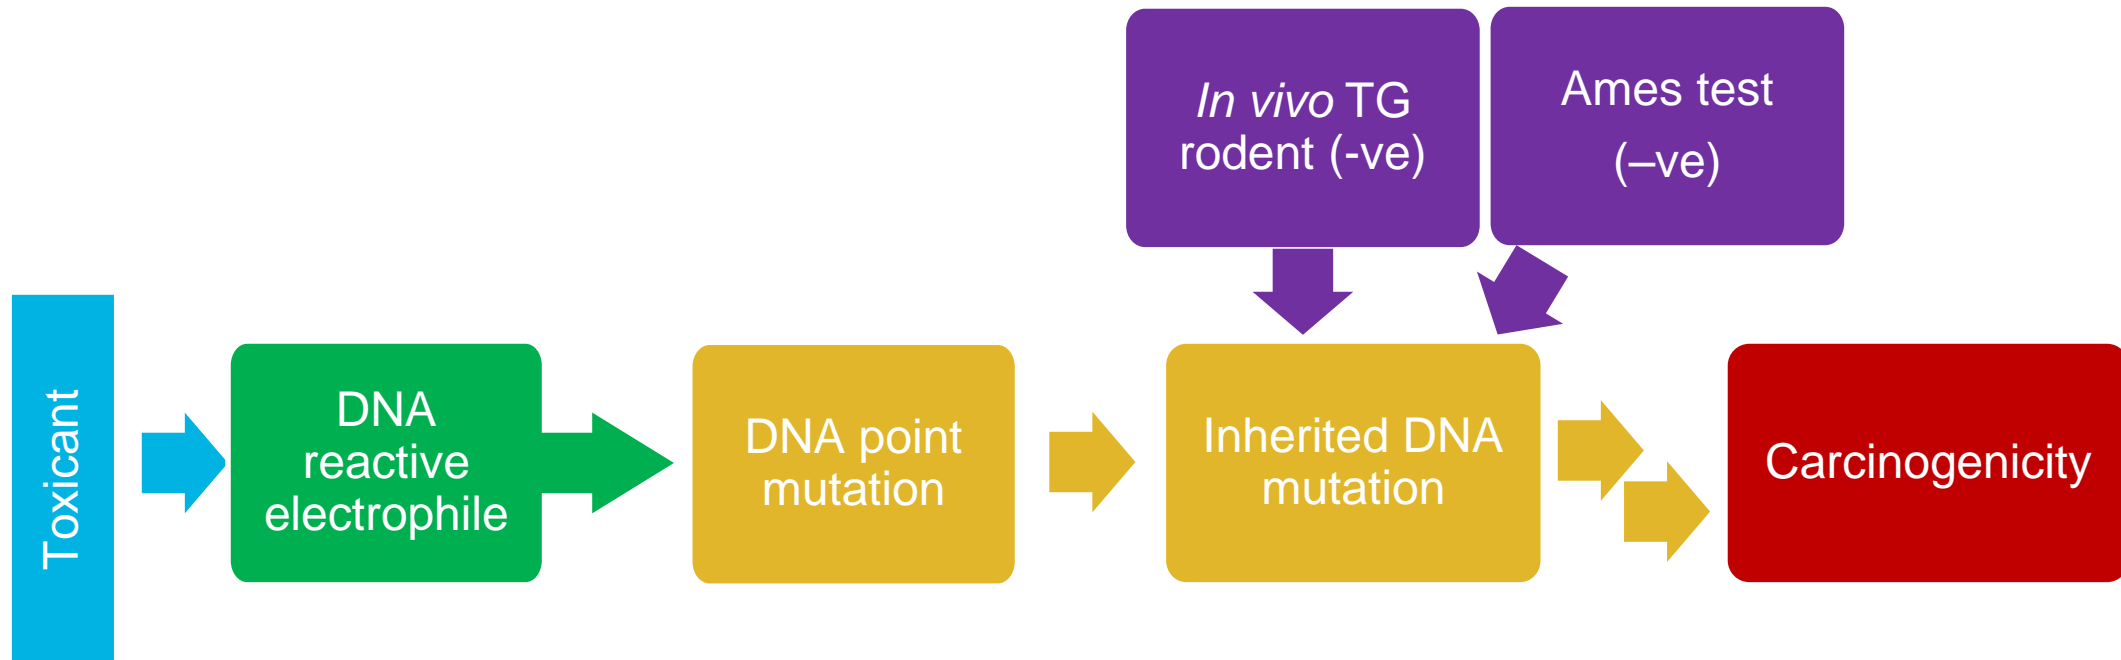 In vivo TG
rodent (-ve)
Ames test
(–ve)
Toxicant
DNA
reactive
electrophile
DNA point
mutation
Inherited DNA
mutation
Carcinogenicity